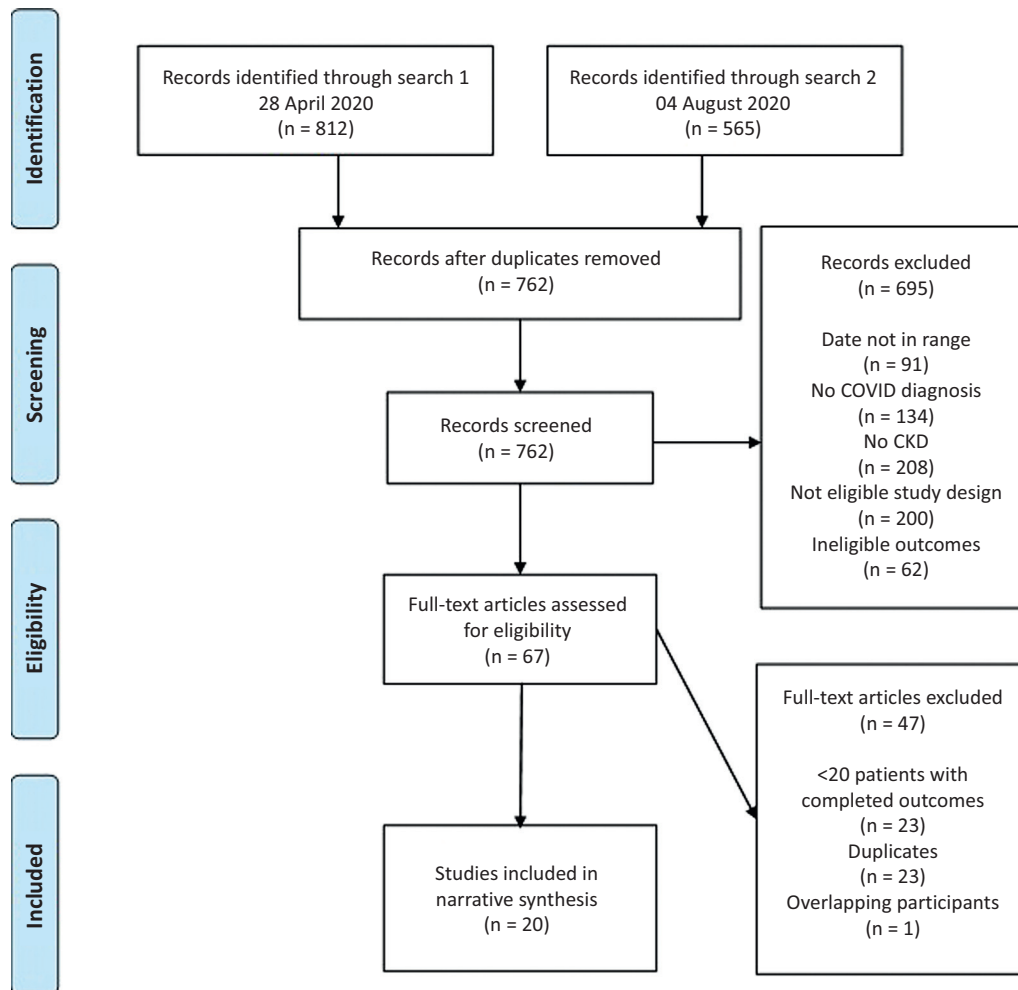 Identification
Records identified through search 1
28 April 2020
(n = 812)
Records identified through search 2
04 August 2020
(n = 565)
Records after duplicates removed
(n = 762)
Screening
Records screened
(n = 762)
Records excluded
(n = 695)
Date not in range
(n = 91)
No COVID diagnosis
(n = 134)
No CKD
(n = 208)
Not eligible study design
(n = 200)
Ineligible outcomes
(n = 62)
Eligibility
Full-text articles assessed
for eligibility
(n = 67)
Full-text articles excluded
(n = 47)
<20 patients with
completed outcomes
(n = 23)
Duplicates
(n = 23)
Overlapping participants
(n = 1)
Included
Studies included in
narrative synthesis
(n = 20)